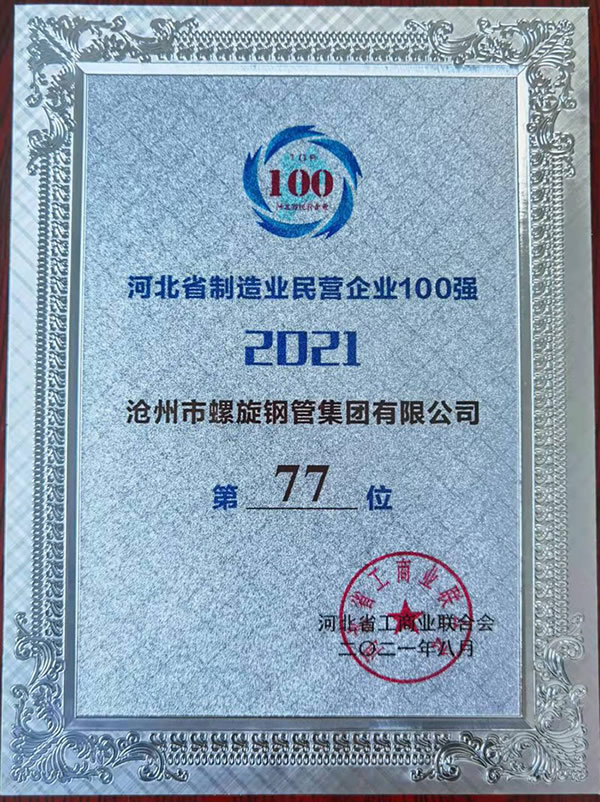 TOP
100
河北省制造业民营企业100强
2021
沧州市螺旋钢管集团有限公司
第 77 位
河北省工商业联合会
二〇二一年八月